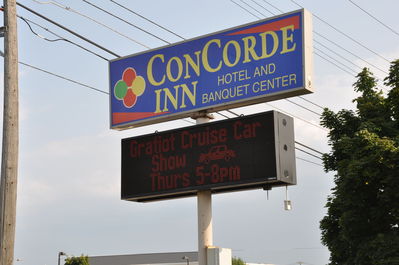 CONCORDE
INN HOTEL AND
BANQUET CENTER
Gratiot Cruise Car
Show
Thurs 5-8pm